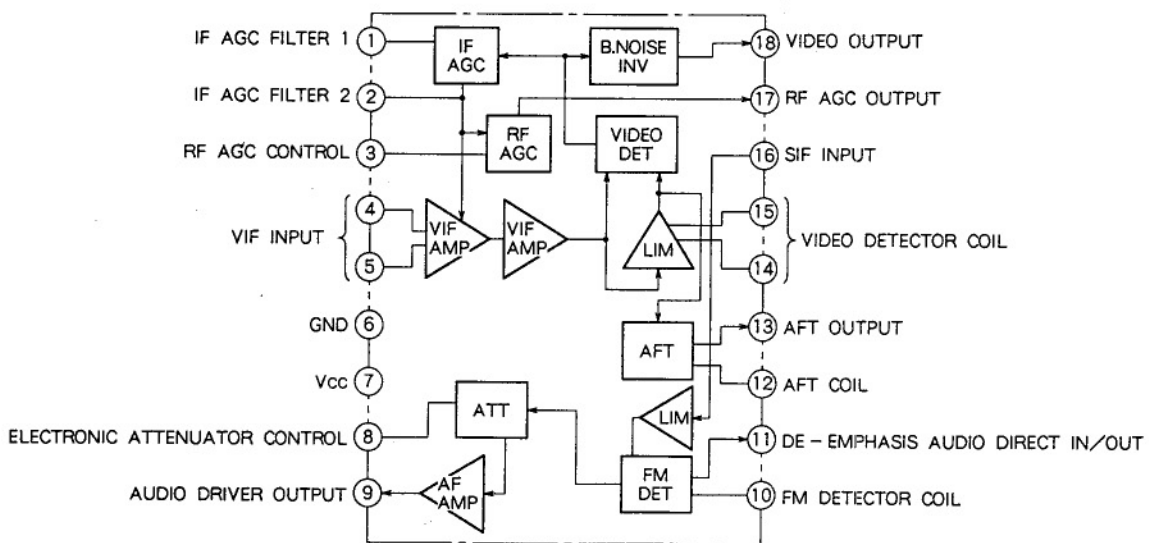 IF AGC FILTER 1
1
IF
AGC
B.NOISE
INV
18
VIDEO OUTPUT
IF AGC FILTER 2
2
17
RF AGC OUTPUT
RF AGC CONTROL
3
RF
AGC
VIDEO
DET
16
SIF INPUT
VIF INPUT
4
5
VIF
AMP
VIF
AMP
LIM
15
14
VIDEO DETECTOR COIL
GND
6
AFT
13
AFT OUTPUT
Vcc
7
12
AFT COIL
ELECTRONIC ATTENUATOR CONTROL
8
ATT
LIM
11
DE-EMPHASIS AUDIO DIRECT IN/OUT
AUDIO DRIVER OUTPUT
9
AF
AMP
FM
DET
10
FM DETECTOR COIL